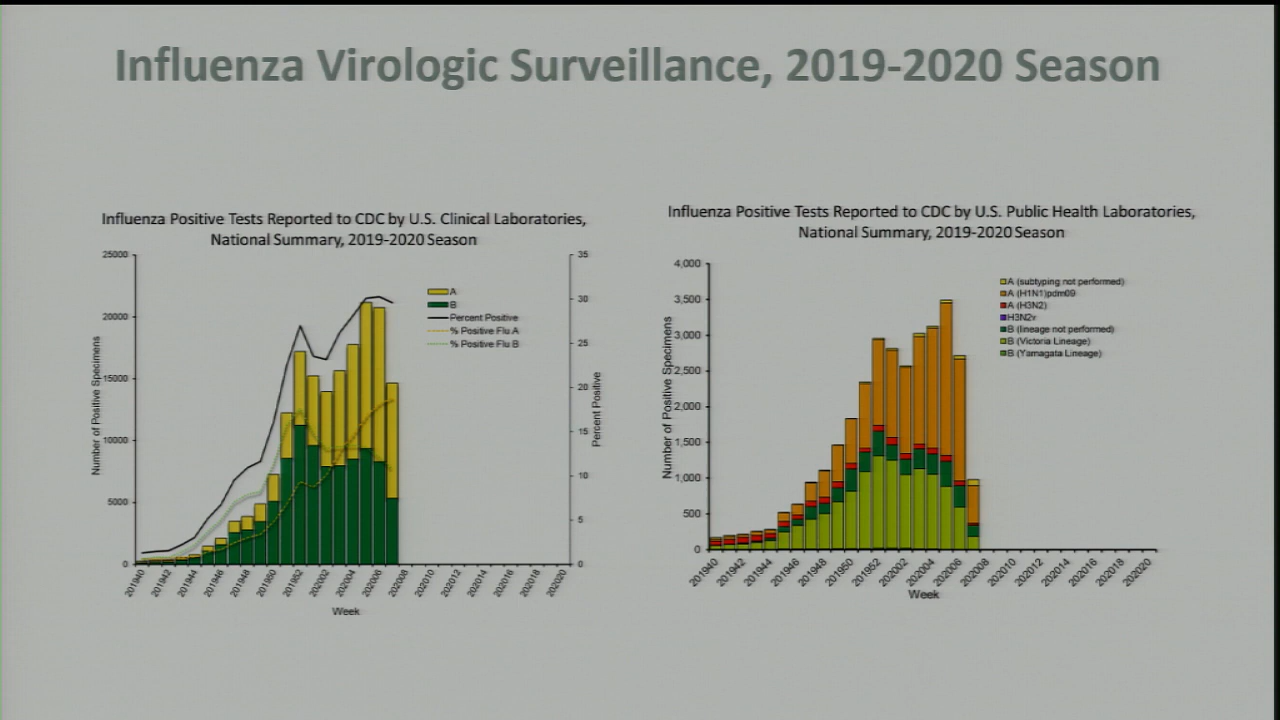 Influenza Virologic Surveillance, 2019-2020 Season
Influenza Positive Tests Reported to CDC by U.S. Clinical Laboratories,
National Summary, 2019-2020 Season
25000
20000
15000
10000
5000
0
Number of Positive Specimens
35
30
25
20
15
10
5
0
Percent Positive
A
B
Percent Positive
% Positive Flu A
% Positive Flu B
201940
201942
201944
201946
201948
201950
201952
202002
202004
202006
202008
202010
202012
202014
202016
202018
202020
Week
Influenza Positive Tests Reported to CDC by U.S. Public Health Laboratories,
National Summary, 2019-2020 Season
4,000
3,500
3,000
2,500
2,000
1,500
1,000
500
0
Number of Positive Specimens
A (subtyping not performed)
A (H1N1)pdm09
A (H3N2)
H3N2v
B (lineage not performed)
B (Victoria Lineage)
B (Yamagata Lineage)
201940
201942
201944
201946
201948
201950
201952
202002
202004
202006
202008
202010
202012
202014
202016
202018
202020
Week